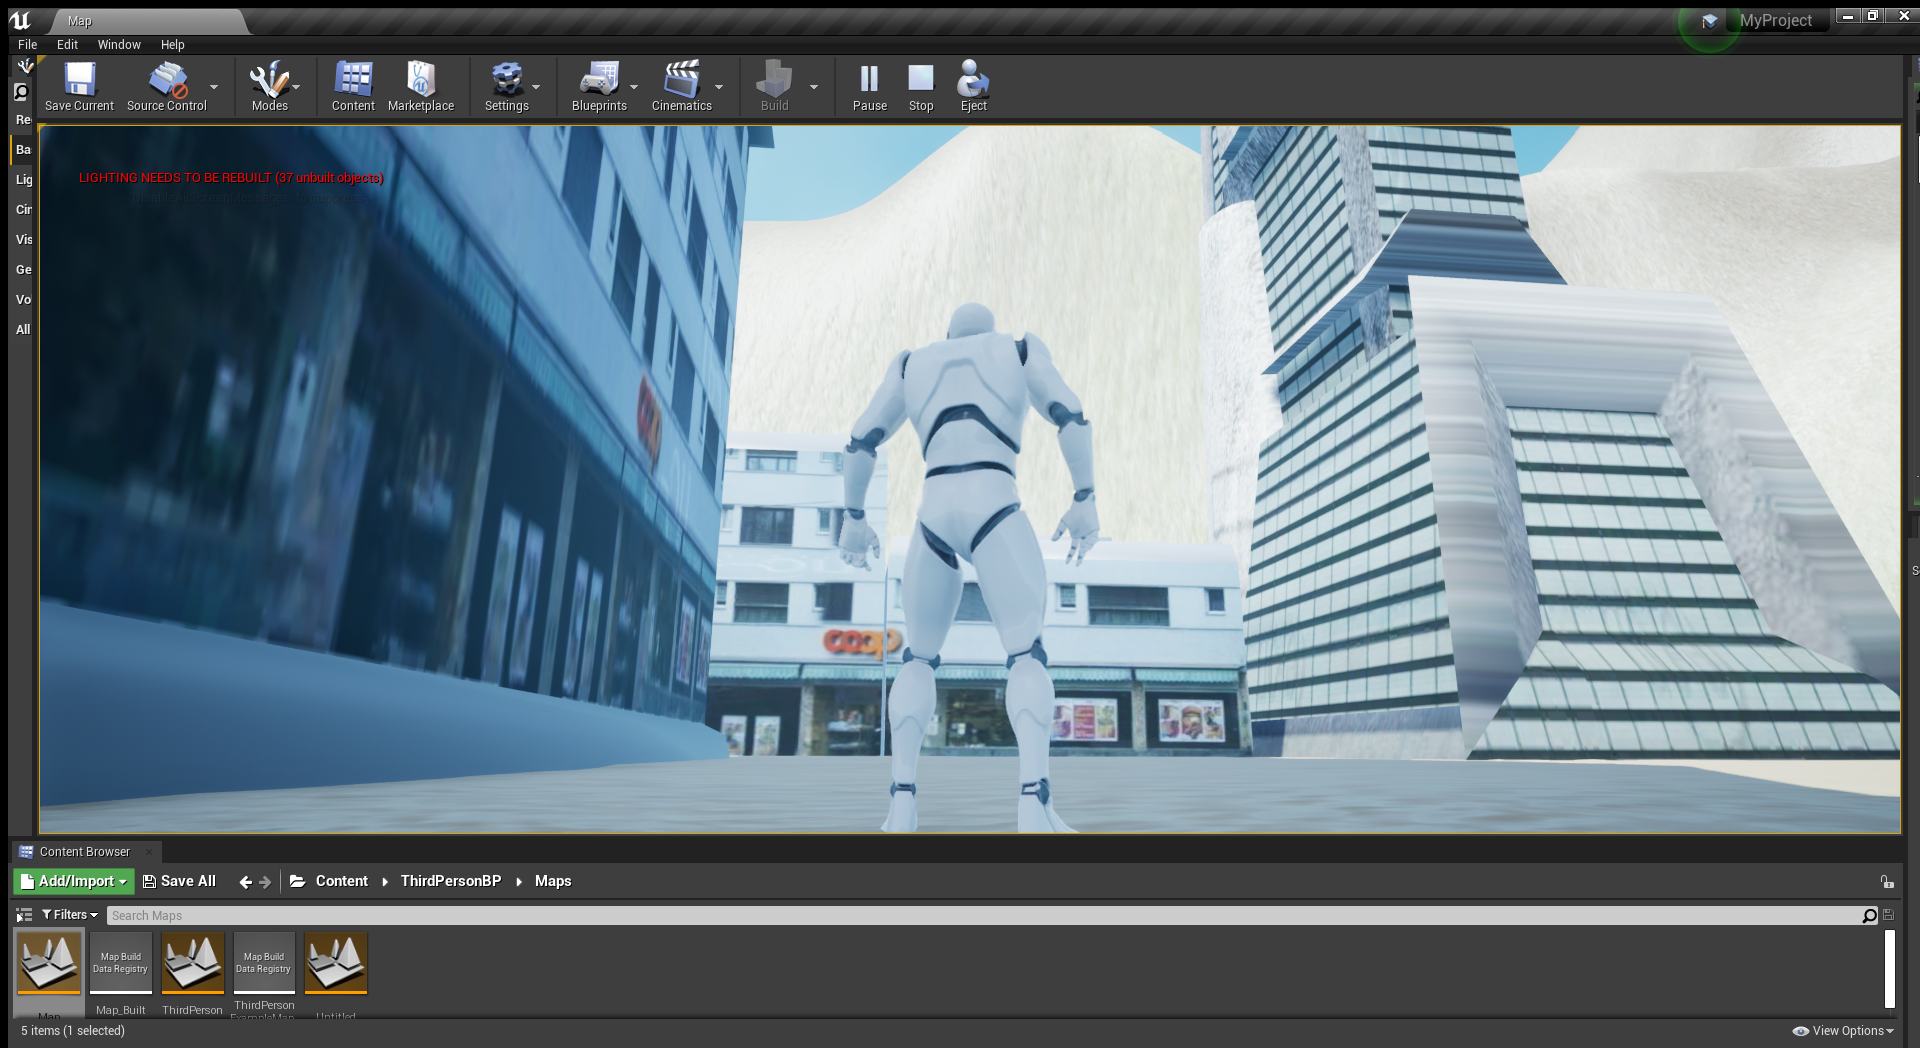 Map
MyProject
File Edit Window Help
Save Current Source Control Modes Content Marketplace Settings Blueprints Cinematics Build Pause Stop Eject
Re
Ba
Lig
Cin
Vis
Ge
Vo
All
LIGHTING NEEDS TO BE REBUILT (37 unbuilt objects)
coop
coop
Content Browser
Add/Import Save All Content ThirdPersonBP Maps
Filters Search Maps
Map Build
Data Registry
Map Build
Data Registry
Map Map_Built ThirdPerson ThirdPerson
ExampleMap Untitled
5 items (1 selected) View Options